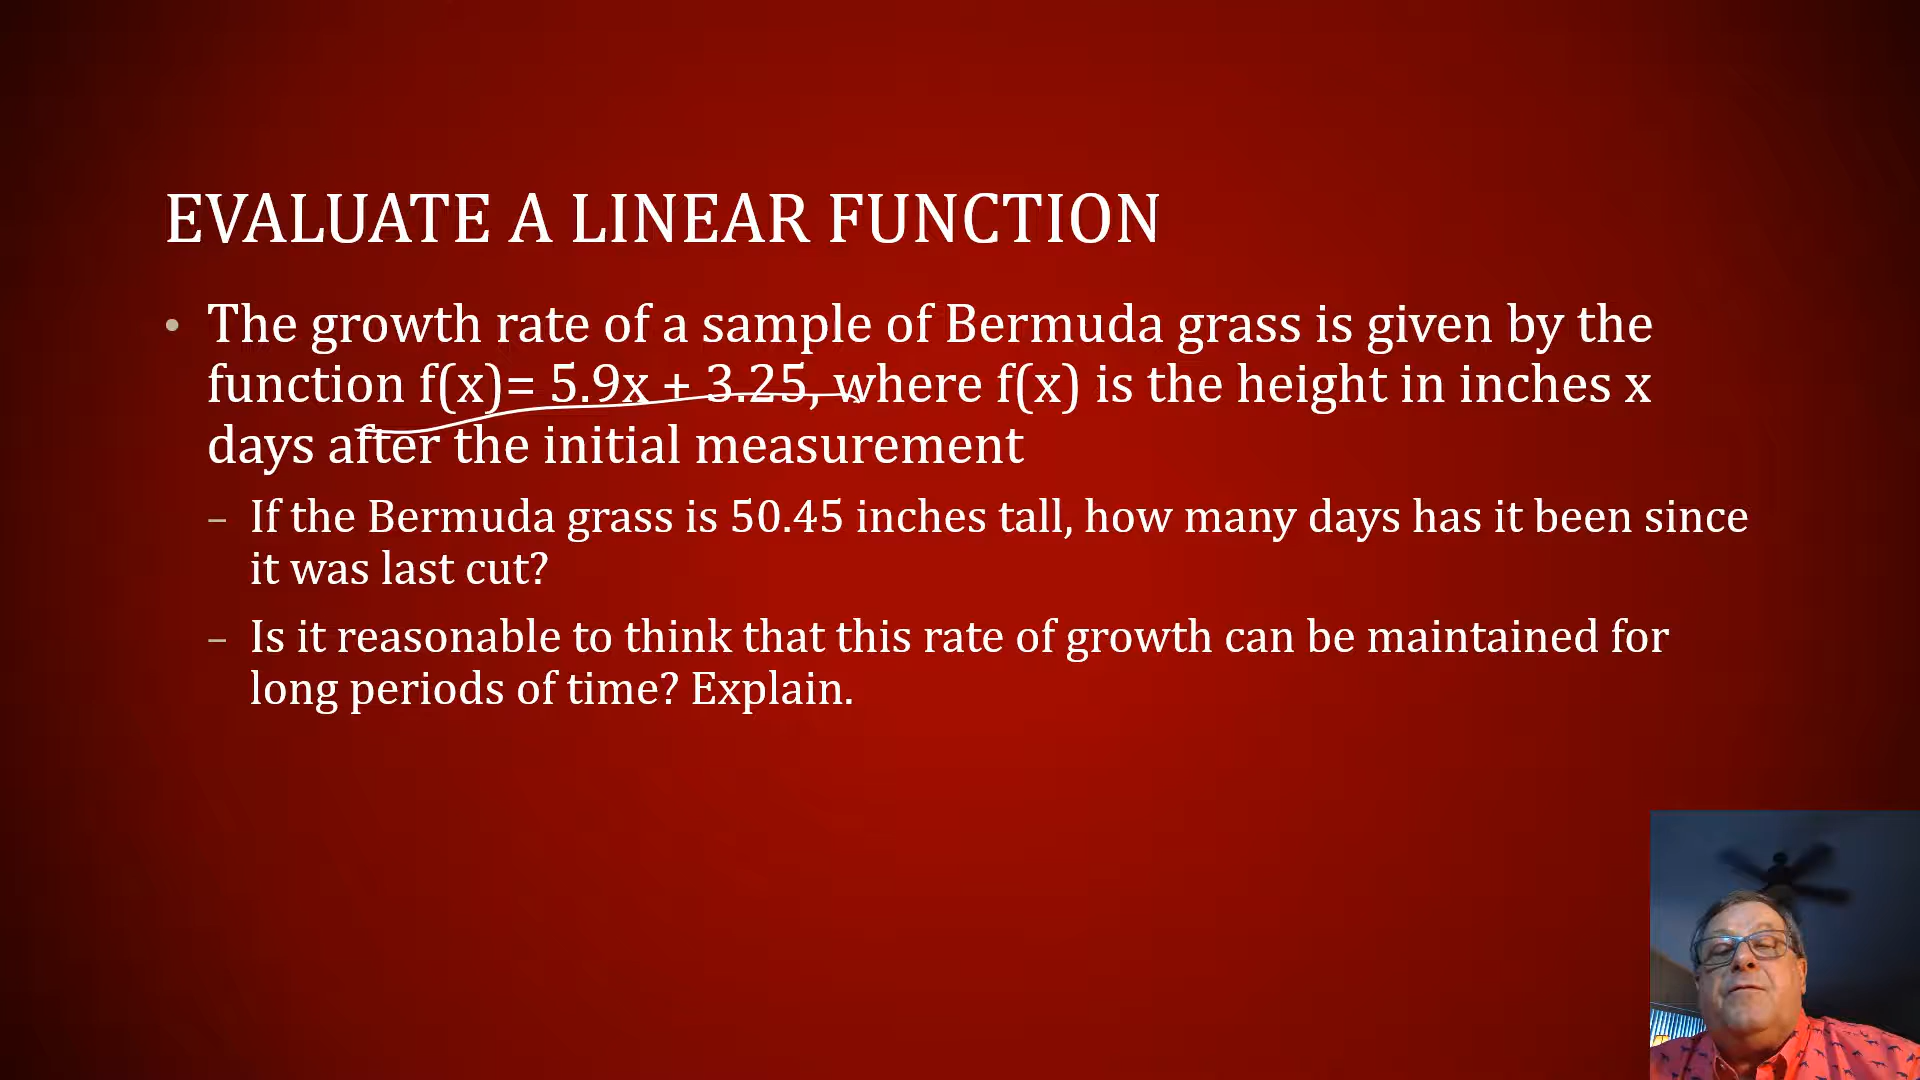 EVALUATE A LINEAR FUNCTION
• The growth rate of a sample of Bermuda grass is given by the
function f(x)= 5.9x + 3.25, where f(x) is the height in inches x
days after the initial measurement
– If the Bermuda grass is 50.45 inches tall, how many days has it been since
it was last cut?
– Is it reasonable to think that this rate of growth can be maintained for
long periods of time? Explain.